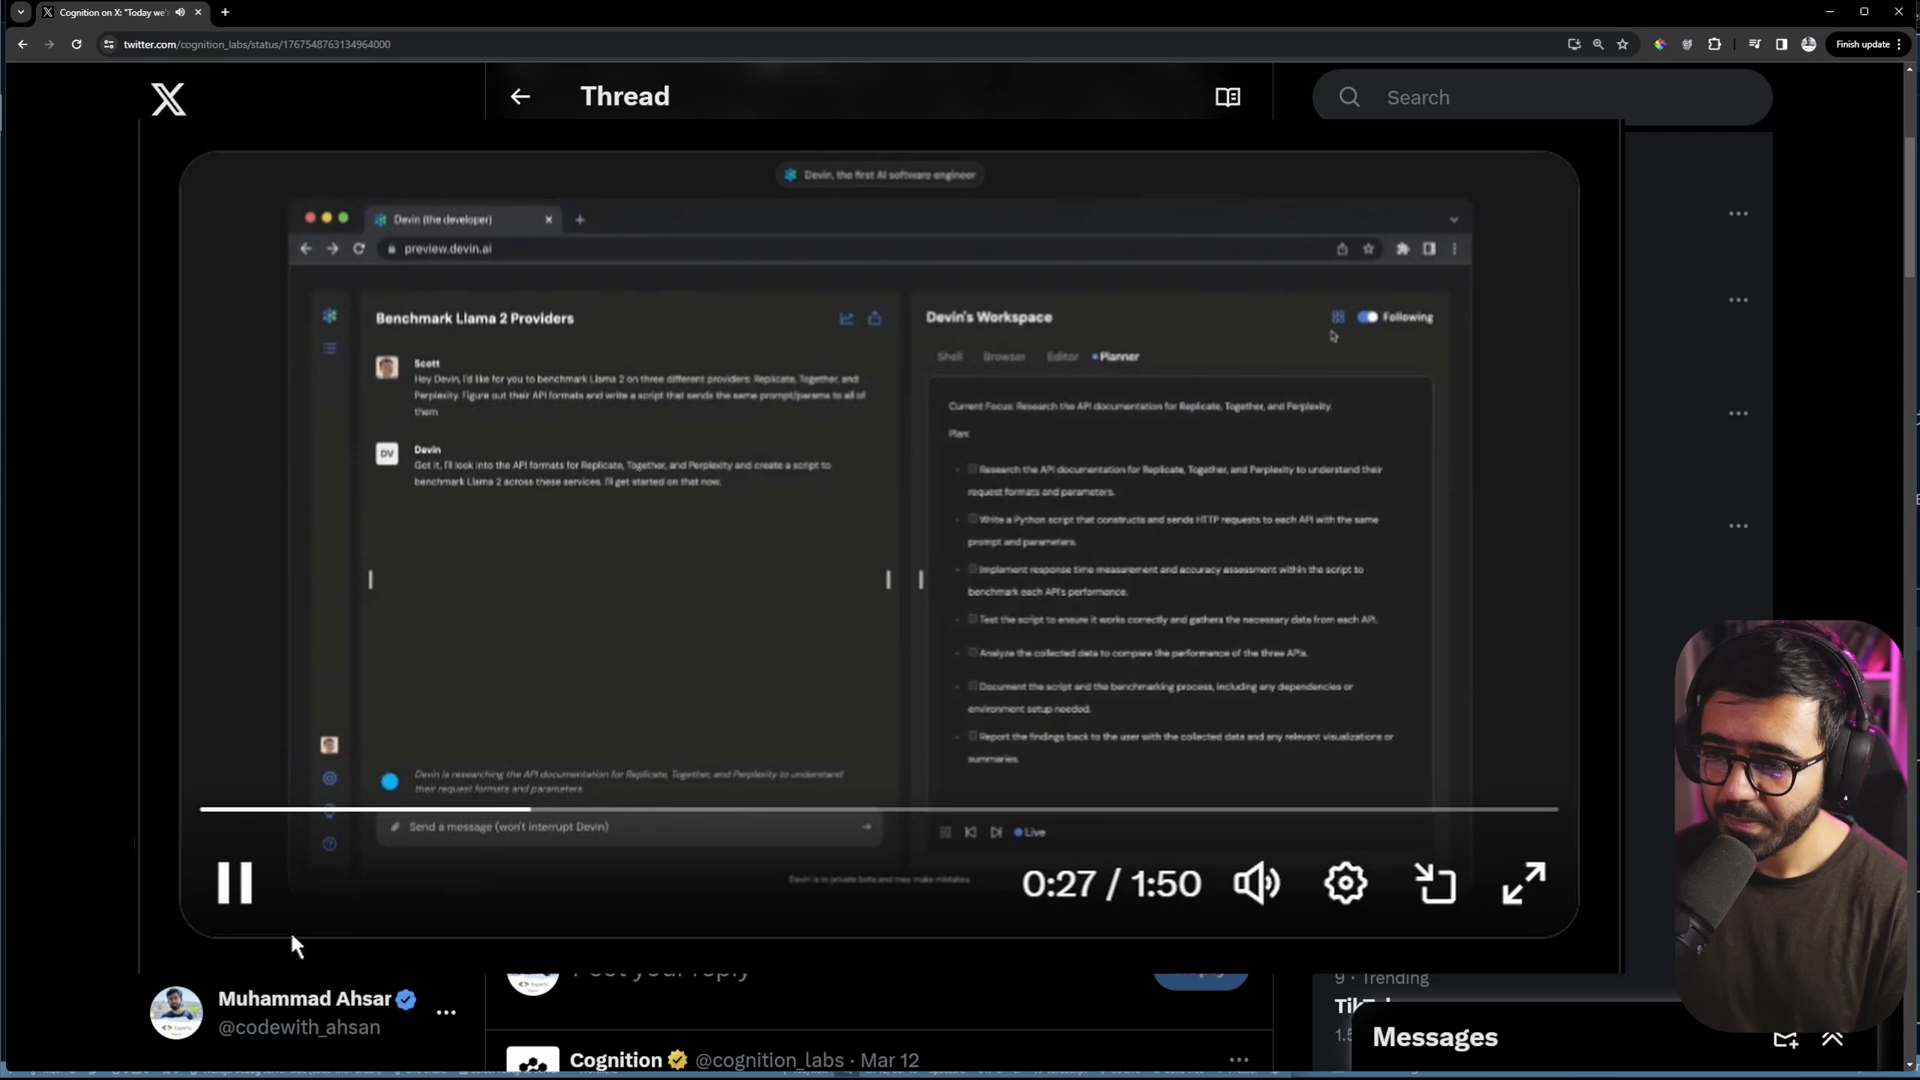 Cognition on X: "Today we'
twitter.com/cognition_labs/status/1767548763134964000
Finish update
Thread
Search
Devin, the first AI software engineer
Devin (the developer)
preview.devin.ai
Benchmark Llama 2 Providers
Scott
Hey Devin, I'd like for you to benchmark Llama 2 on three different providers: Replicate, Together, and
Perplexity. Figure out their API formats and write a script that sends the same prompt/params to all of
them
DV
Devin
Got it, I'll look into the API formats for Replicate, Together, and Perplexity and create a script to
benchmark Llama 2 across these services. I'll get started on that now.
Devin is researching the API documentation for Replicate, Together, and Perplexity to understand
their request formats and parameters.
Send a message (won't interrupt Devin)
Devin's Workspace
Following
Shell Browser Editor Planner
Current Focus: Research the API documentation for Replicate, Together, and Perplexity.
Plan:
Research the API documentation for Replicate, Together, and Perplexity to understand their
request formats and parameters.
Write a Python script that constructs and sends HTTP requests to each API with the same
prompt and parameters.
Implement response time measurement and accuracy assessment within the script to
benchmark each API's performance.
Test the script to ensure it works correctly and gathers the necessary data from each API.
Analyze the collected data to compare the performance of the three APIs.
Document the script and the benchmarking process, including any dependencies or
environment setup needed.
Report the findings back to the user with the collected data and any relevant visualizations or
summaries.
Live
Devin is in private beta and may make mistakes
0:27 / 1:50
Post your reply
Muhammad Ahsan
@codewith_ahsan
Cognition @cognition_labs · Mar 12
9 · Trending
Messages